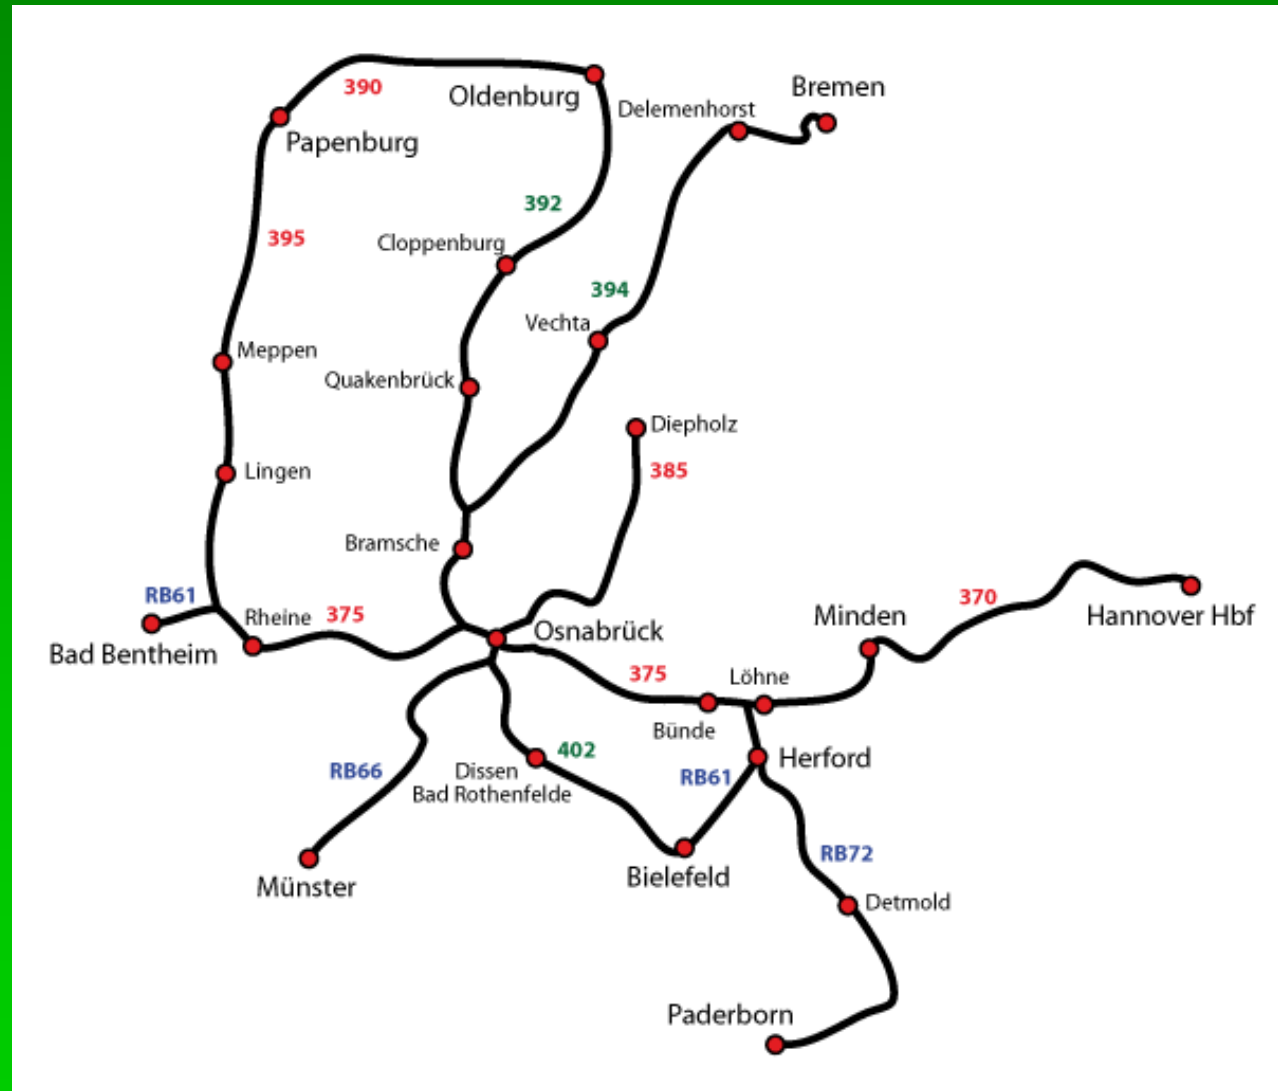 Bremen
390
Oldenburg
Delemenhorst
Papenburg
392
395
Cloppenburg
394
Vechta
Meppen
Quakenbrück
Diepholz
Lingen
385
Bramsche
RB61
Rheine
375
370
Minden
Hannover Hbf
Osnabrück
Bad Bentheim
375
Löhne
Bünde
402
Herford
RB66
Dissen
Bad Rothenfelde
RB61
RB72
Bielefeld
Münster
Detmold
Paderborn